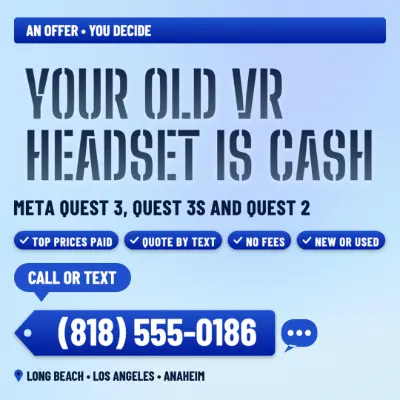 AN OFFER • YOU DECIDE
YOUR OLD VR
HEADSET IS CASH
META QUEST 3, QUEST 3S AND QUEST 2
TOP PRICES PAID QUOTE BY TEXT NO FEES NEW OR USED
CALL OR TEXT
(818) 555-0186
LONG BEACH • LOS ANGELES • ANAHEIM